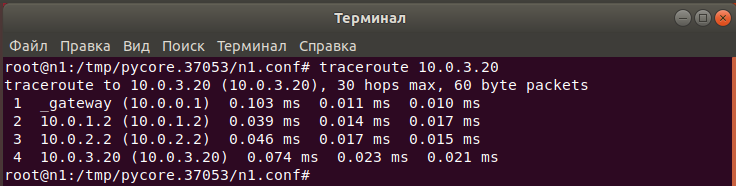 Терминал
Файл Правка Вид Поиск Терминал Справка
root@n1:/tmp/pycore.37053/n1.conf# traceroute 10.0.3.20
traceroute to 10.0.3.20 (10.0.3.20), 30 hops max, 60 byte packets
 1  _gateway (10.0.0.1)  0.103 ms  0.011 ms  0.010 ms
 2  10.0.1.2 (10.0.1.2)  0.039 ms  0.014 ms  0.017 ms
 3  10.0.2.2 (10.0.2.2)  0.046 ms  0.017 ms  0.015 ms
 4  10.0.3.20 (10.0.3.20)  0.074 ms  0.023 ms  0.021 ms
root@n1:/tmp/pycore.37053/n1.conf#